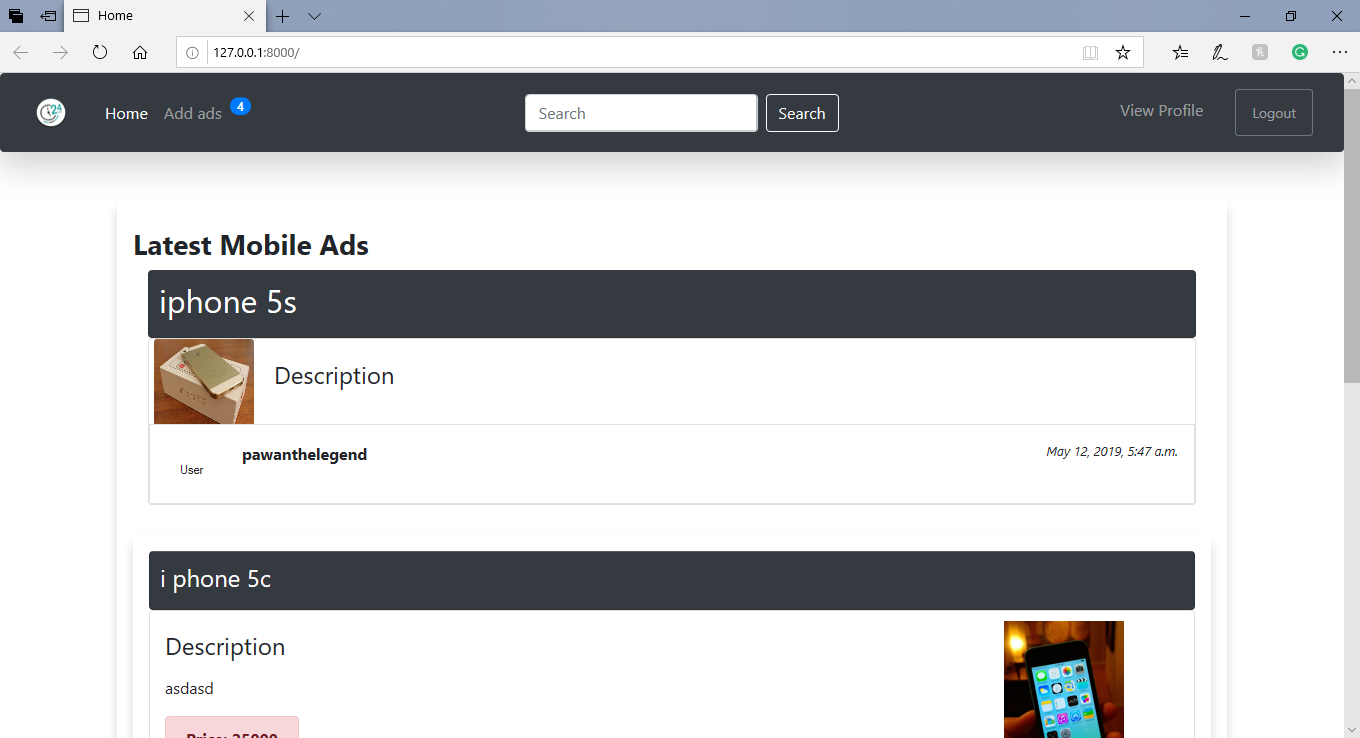 Home
127.0.0.1:8000/
24
Home Add ads 4 Search Search View Profile Logout
Latest Mobile Ads
iphone 5s
Description
pawanthelegend May 12, 2019, 5:47 a.m.
User
i phone 5c
Description
asdasd
Price: 25000